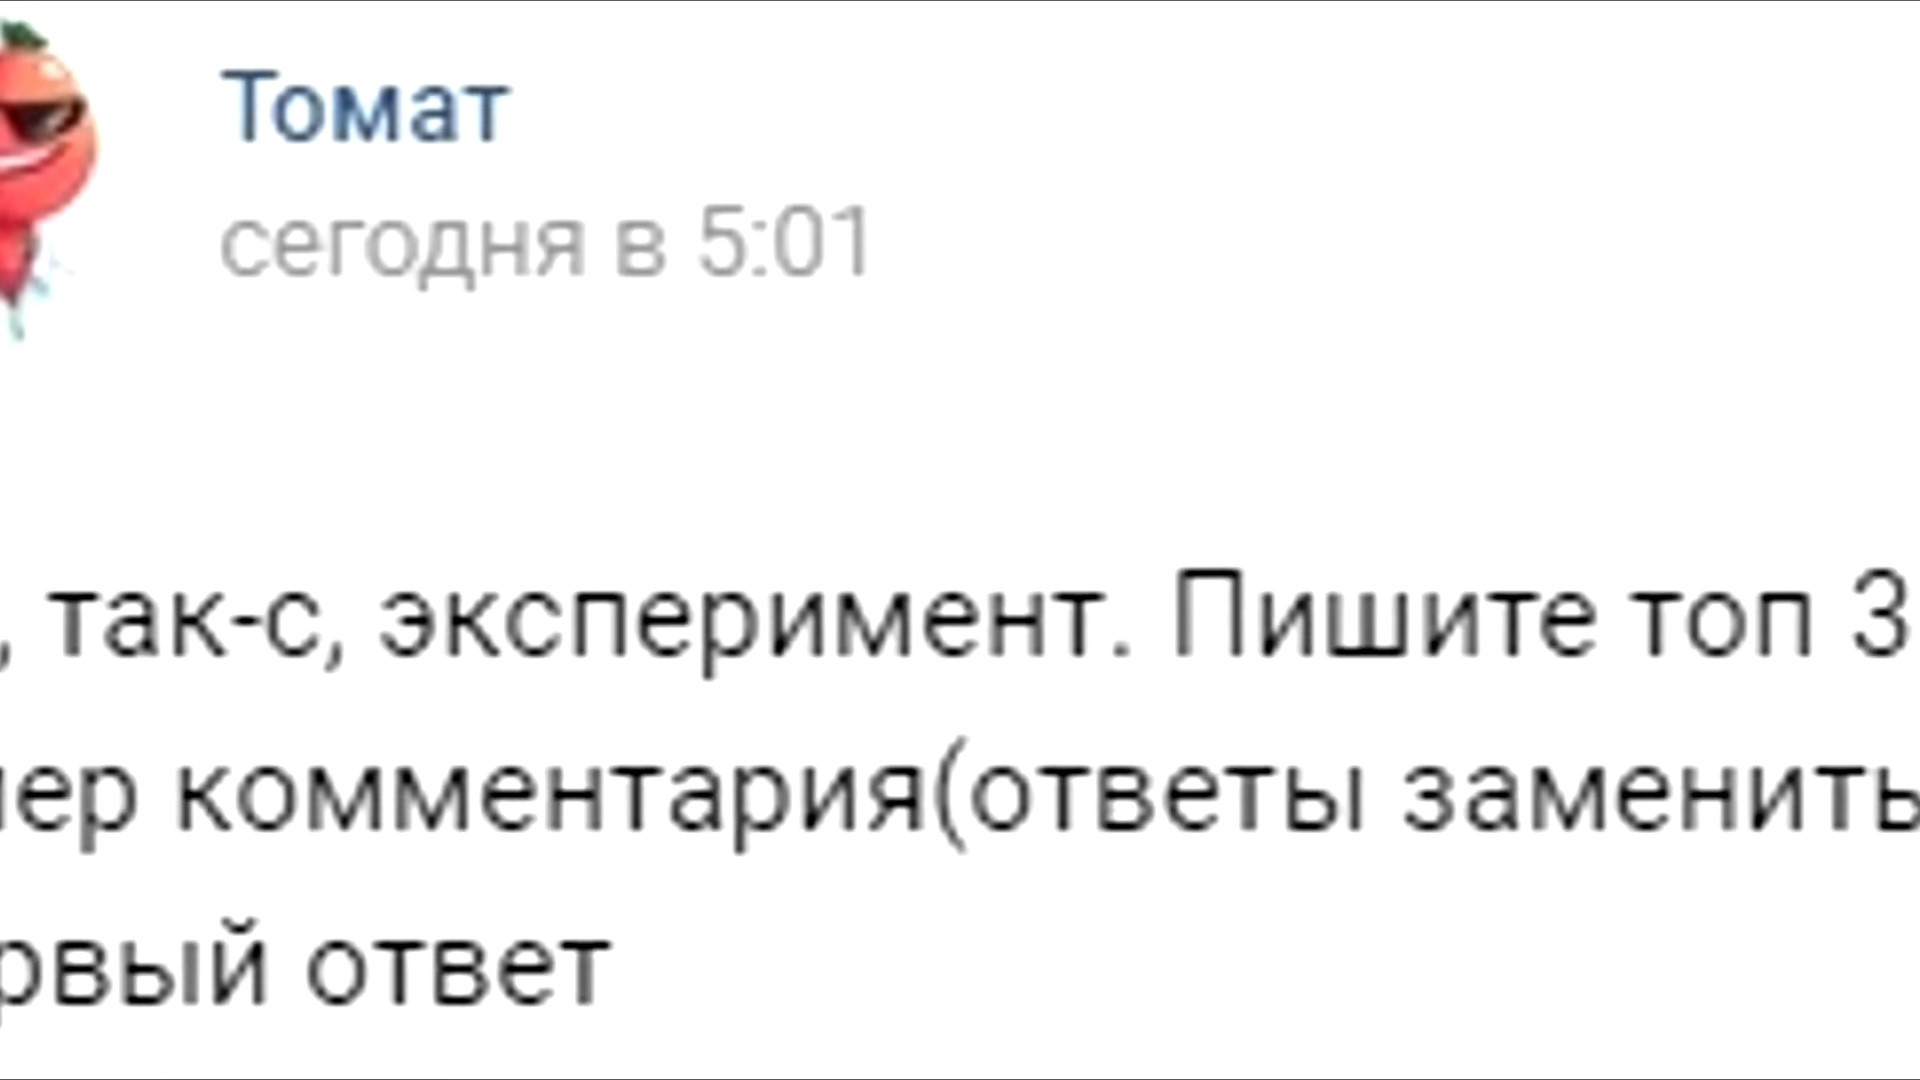 Томат
сегодня в 5:01
, так-с, эксперимент. Пишите топ 3
мер комментария(ответы заменить
рвый ответ